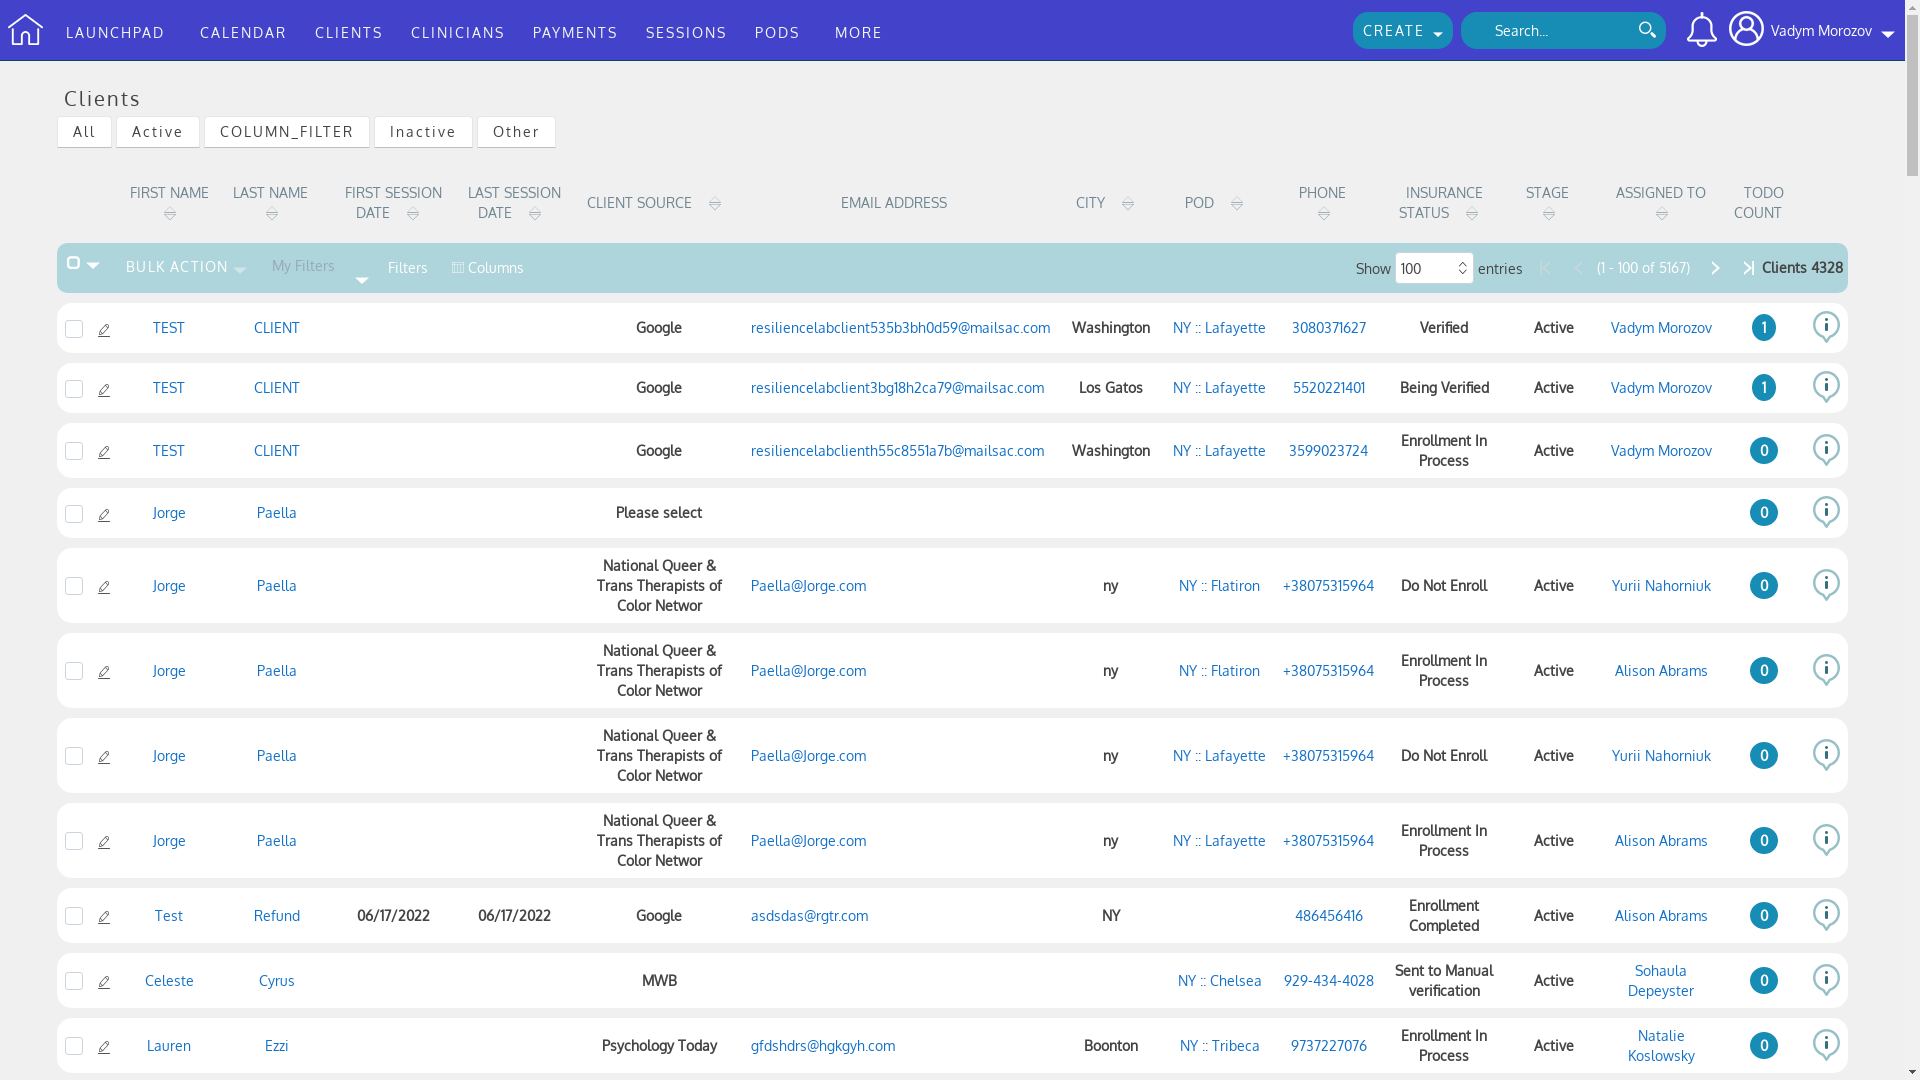 LAUNCHPAD CALENDAR CLIENTS CLINICIANS PAYMENTS SESSIONS PODS MORE CREATE Search... Vadym Morozov
Clients
All Active COLUMN_FILTER Inactive Other
FIRST NAME LAST NAME FIRST SESSION DATE LAST SESSION DATE CLIENT SOURCE EMAIL ADDRESS CITY POD PHONE INSURANCE STATUS STAGE ASSIGNED TO TODO COUNT
BULK ACTION My Filters Filters Columns Show 100 entries (1 - 100 of 5167) Clients 4328
TEST CLIENT Google resiliencelabclient535b3bh0d59@mailsac.com Washington NY :: Lafayette 3080371627 Verified Active Vadym Morozov 1
TEST CLIENT Google resiliencelabclient3bg18h2ca79@mailsac.com Los Gatos NY :: Lafayette 5520221401 Being Verified Active Vadym Morozov 1
TEST CLIENT Google resiliencelabclienth55c8551a7b@mailsac.com Washington NY :: Lafayette 3599023724 Enrollment In Process Active Vadym Morozov 0
Jorge Paella Please select 0
Jorge Paella National Queer & Trans Therapists of Color Networ Paella@Jorge.com ny NY :: Flatiron +38075315964 Do Not Enroll Active Yurii Nahorniuk 0
Jorge Paella National Queer & Trans Therapists of Color Networ Paella@Jorge.com ny NY :: Flatiron +38075315964 Enrollment In Process Active Alison Abrams 0
Jorge Paella National Queer & Trans Therapists of Color Networ Paella@Jorge.com ny NY :: Lafayette +38075315964 Do Not Enroll Active Yurii Nahorniuk 0
Jorge Paella National Queer & Trans Therapists of Color Networ Paella@Jorge.com ny NY :: Lafayette +38075315964 Enrollment In Process Active Alison Abrams 0
Test Refund 06/17/2022 06/17/2022 Google asdsdas@rgtr.com NY 486456416 Enrollment Completed Active Alison Abrams 0
Celeste Cyrus MWB NY :: Chelsea 929-434-4028 Sent to Manual verification Active Sohaula Depeyster 0
Lauren Ezzi Psychology Today gfdshdrs@hgkgyh.com Boonton NY :: Tribeca 9737227076 Enrollment In Process Active Natalie Koslowsky 0